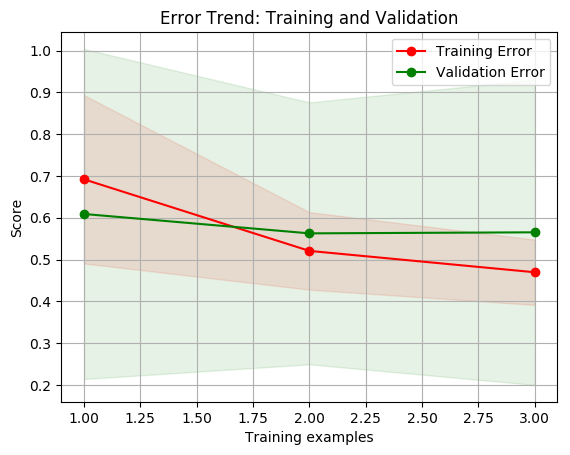 Error Trend: Training and Validation
Training Error
Validation Error
Score
1.0
0.9
0.8
0.7
0.6
0.5
0.4
0.3
0.2
1.00 1.25 1.50 1.75 2.00 2.25 2.50 2.75 3.00
Training examples